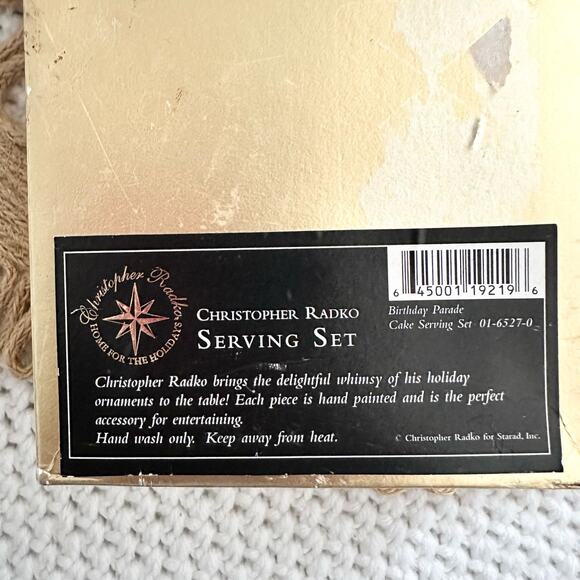 Christopher Radko
HOME FOR THE HOLIDAYS
CHRISTOPHER RADKO
SERVING SET
6 45001 19219 6
Birthday Parade
Cake Serving Set 01-6527-0
Christopher Radko brings the delightful whimsy of his holiday
ornaments to the table! Each piece is hand painted and is the perfect
accessory for entertaining.
Hand wash only. Keep away from heat.
© Christopher Radko for Starad, Inc.